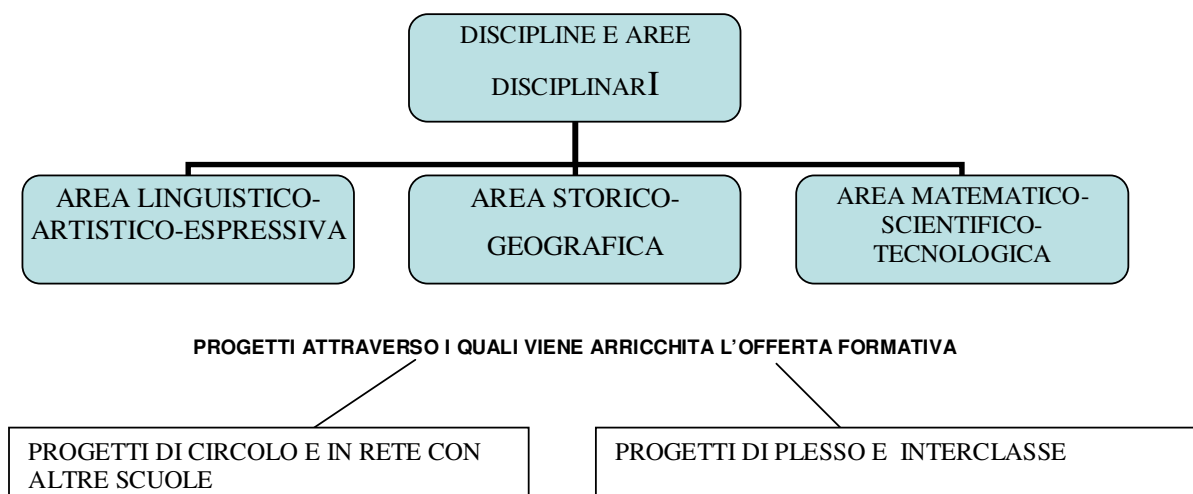 DISCIPLINE E AREE
DISCIPLINARI
AREA LINGUISTICO-
ARTISTICO-ESPRESSIVA
AREA STORICO-
GEOGRAFICA
AREA MATEMATICO-
SCIENTIFICO-
TECNOLOGICA
PROGETTI ATTRAVERSO I QUALI VIENE ARRICCHITA L'OFFERTA FORMATIVA
PROGETTI DI CIRCOLO E IN RETE CON
ALTRE SCUOLE
PROGETTI DI PLESSO E  INTERCLASSE